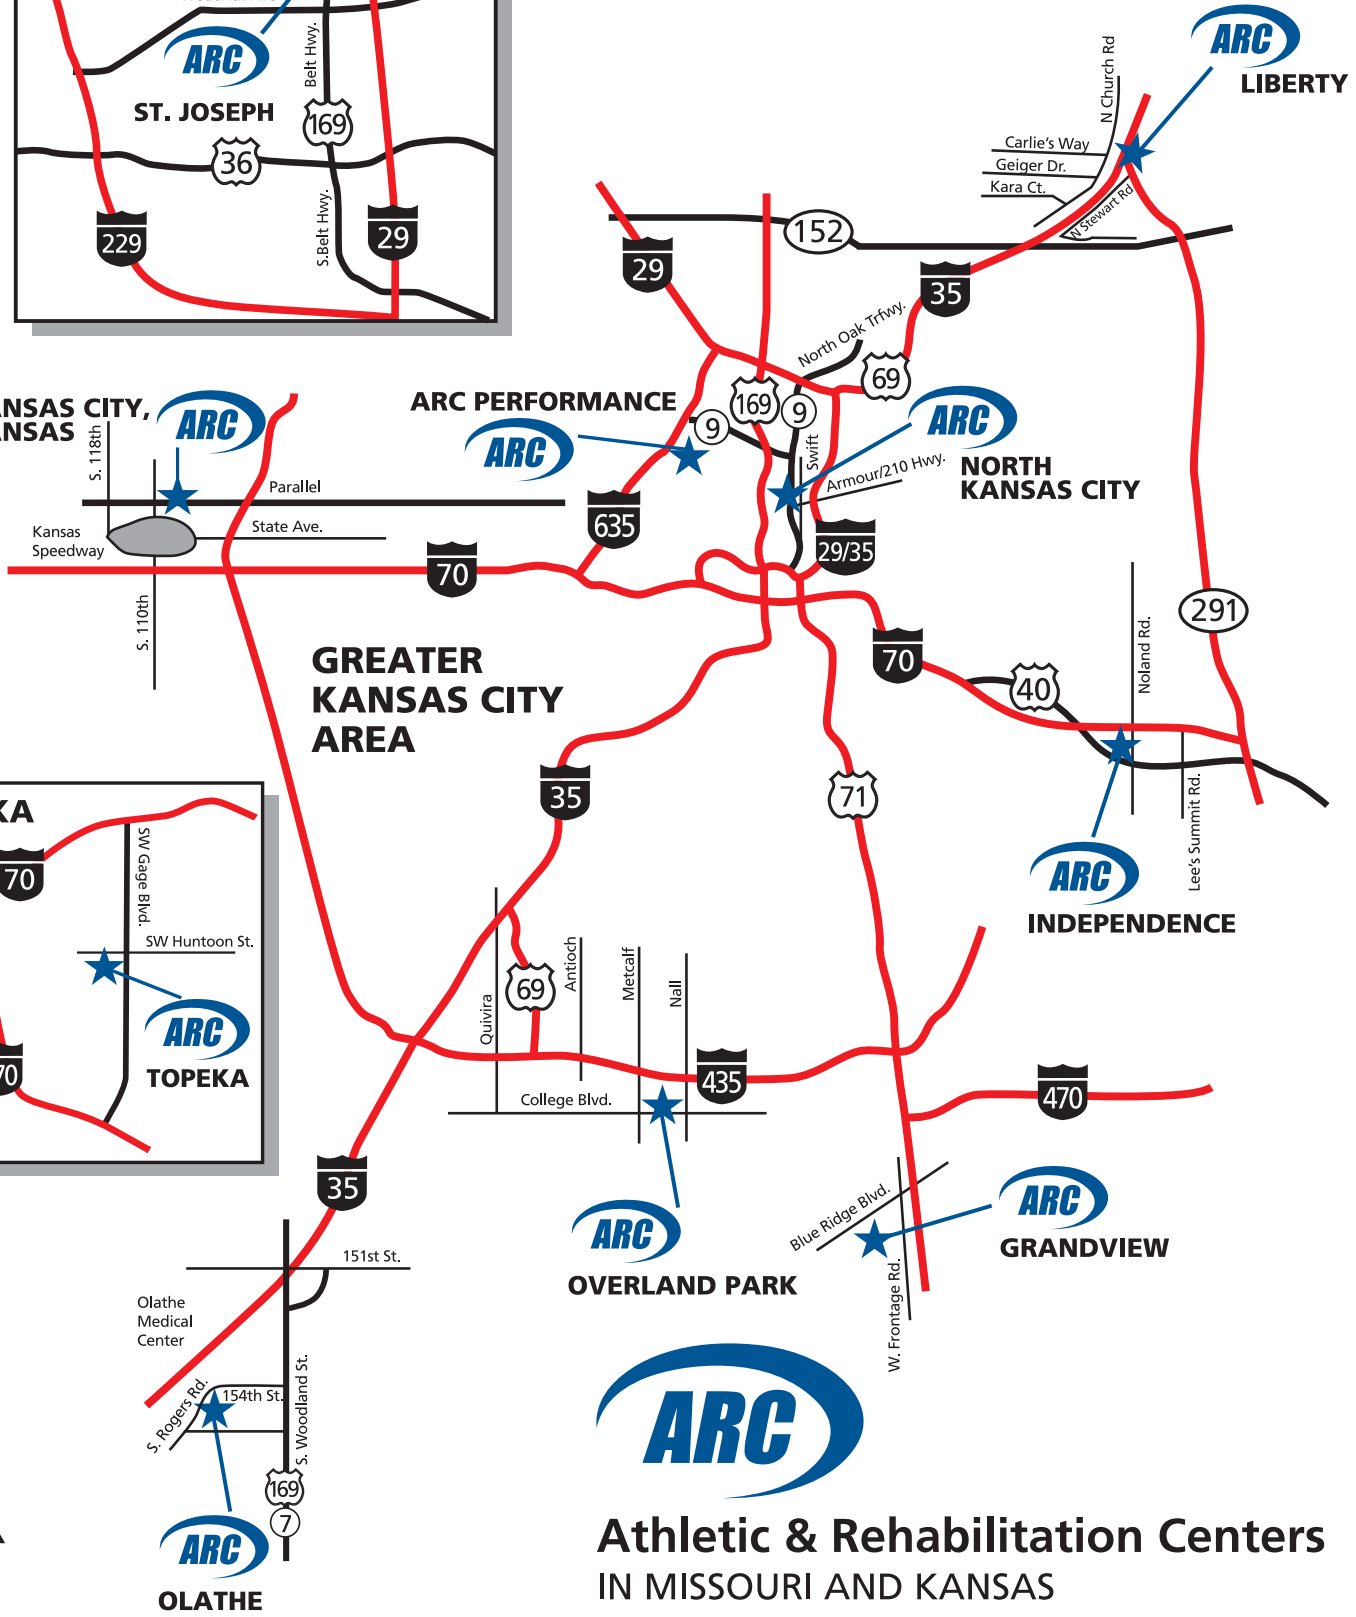 ARC
ST. JOSEPH
Belt Hwy.
169
36
S.Belt Hwy.
229
29
ARC
LIBERTY
N Church Rd
Carlie's Way
Geiger Dr.
Kara Ct.
N Stewart Rd
152
29
35
North Oak Trfwy.
69
169
9
9
ARC PERFORMANCE
ARC
ARC
NORTH
KANSAS CITY
Swift
Armour/210 Hwy.
ANSAS CITY,
ANSAS
ARC
S. 118th
Parallel
State Ave.
Kansas
Speedway
635
29/35
70
S. 110th
291
Noland Rd.
70
40
GREATER
KANSAS CITY
AREA
35
71
Lee's Summit Rd.
ARC
INDEPENDENCE
KA
70
SW Gage Blvd.
SW Huntoon St.
ARC
TOPEKA
70
69
Quivira
Antioch
Metcalf
Nall
435
College Blvd.
470
35
ARC
OVERLAND PARK
Blue Ridge Blvd.
ARC
GRANDVIEW
W. Frontage Rd.
151st St.
Olathe
Medical
Center
S. Rogers Rd.
154th St.
S. Woodland St.
169
7
ARC
OLATHE
ARC
Athletic & Rehabilitation Centers
IN MISSOURI AND KANSAS